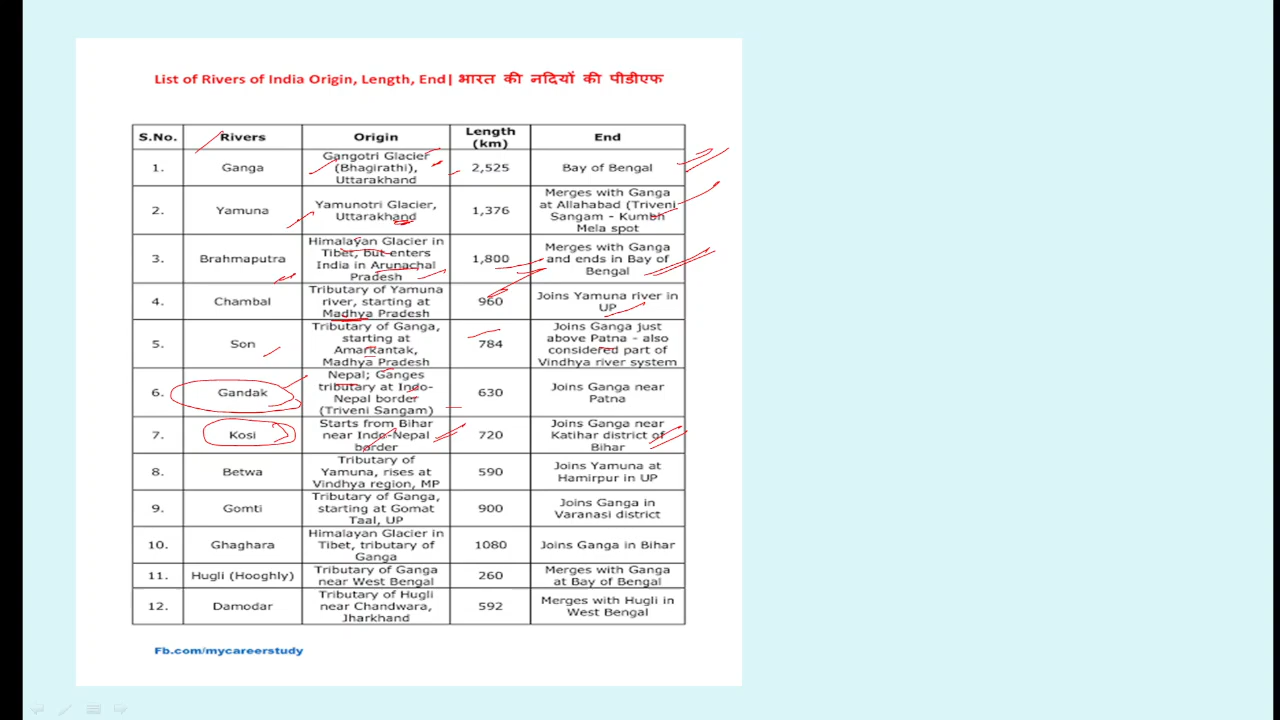 List of Rivers of India Origin, Length, End| भारत की नदियों की पीडीएफ
S.No. Rivers Origin Length (km) End
1. Ganga Gangotri Glacier (Bhagirathi), Uttarakhand 2,525 Bay of Bengal
2. Yamuna Yamunotri Glacier, Uttarakhand 1,376 Merges with Ganga at Allahabad (Triveni Sangam - Kumbh Mela spot
3. Brahmaputra Himalayan Glacier in Tibet, but enters India in Arunachal Pradesh 1,800 Merges with Ganga and ends in Bay of Bengal
4. Chambal Tributary of Yamuna river, starting at Madhya Pradesh 960 Joins Yamuna river in UP
5. Son Tributary of Ganga, starting at Amarkantak, Madhya Pradesh 784 Joins Ganga just above Patna - also considered part of Vindhya river system
6. Gandak Nepal; Ganges tributary at Indo-Nepal border (Triveni Sangam) 630 Joins Ganga near Patna
7. Kosi Starts from Bihar near Indo-Nepal border 720 Joins Ganga near Katihar district of Bihar
8. Betwa Tributary of Yamuna, rises at Vindhya region, MP 590 Joins Yamuna at Hamirpur in UP
9. Gomti Tributary of Ganga, starting at Gomat Taal, UP 900 Joins Ganga in Varanasi district
10. Ghaghara Himalayan Glacier in Tibet, tributary of Ganga 1080 Joins Ganga in Bihar
11. Hugli (Hooghly) Tributary of Ganga near West Bengal 260 Merges with Ganga at Bay of Bengal
12. Damodar Tributary of Hugli near Chandwara, Jharkhand 592 Merges with Hugli in West Bengal
Fb.com/mycareerstudy